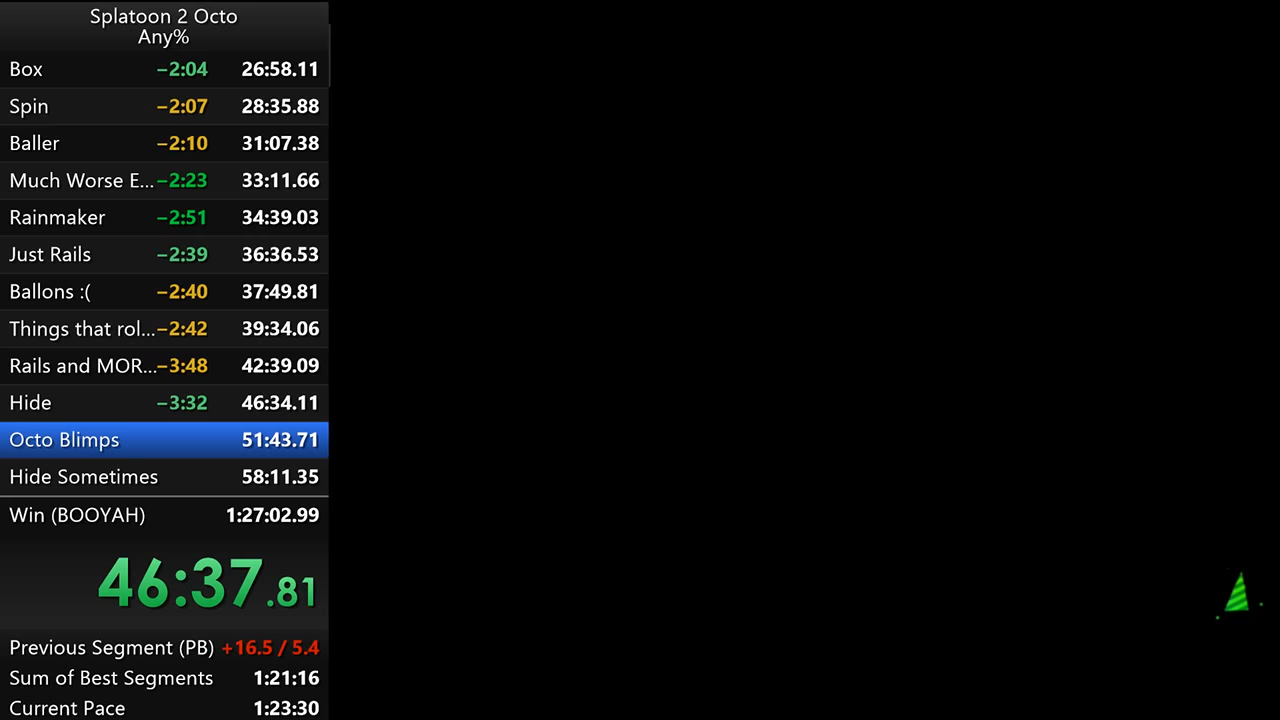 Splatoon 2 Octo
Any%
Box −2:04 26:58.11
Spin −2:07 28:35.88
Baller −2:10 31:07.38
Much Worse E... −2:23 33:11.66
Rainmaker −2:51 34:39.03
Just Rails −2:39 36:36.53
Ballons :( −2:40 37:49.81
Things that rol... −2:42 39:34.06
Rails and MOR... −3:48 42:39.09
Hide −3:32 46:34.11
Octo Blimps 51:43.71
Hide Sometimes 58:11.35
Win (BOOYAH) 1:27:02.99
46:37.81
Previous Segment (PB) +16.5 / 5.4
Sum of Best Segments 1:21:16
Current Pace 1:23:30